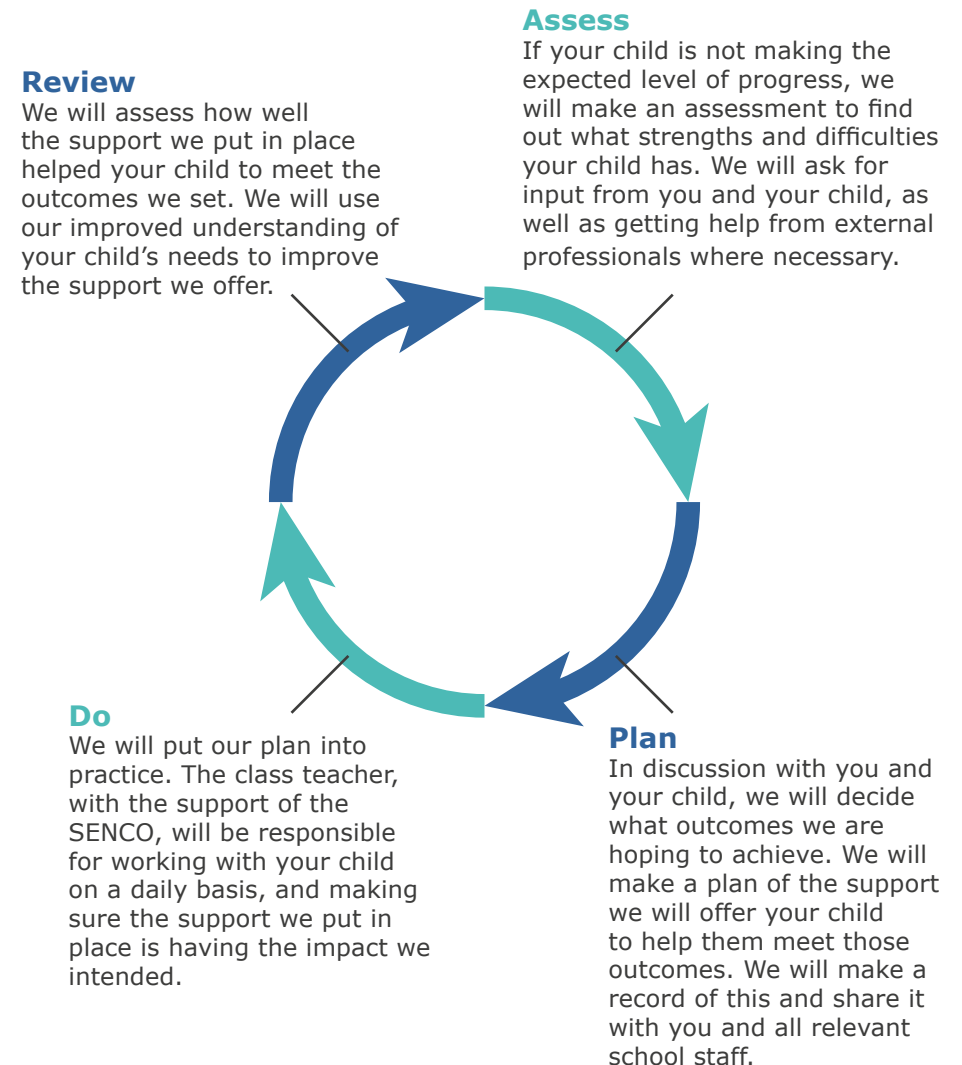 Assess
If your child is not making the
expected level of progress, we
will make an assessment to find
out what strengths and difficulties
your child has. We will ask for
input from you and your child, as
well as getting help from external
professionals where necessary.
Plan
In discussion with you and
your child, we will decide
what outcomes we are
hoping to achieve. We will
make a plan of the support
we will offer your child
to help them meet those
outcomes. We will make a
record of this and share it
with you and all relevant
school staff.
Do
We will put our plan into
practice. The class teacher,
with the support of the
SENCO, will be responsible
for working with your child
on a daily basis, and making
sure the support we put in
place is having the impact we
intended.
Review
We will assess how well
the support we put in place
helped your child to meet the
outcomes we set. We will use
our improved understanding of
your child’s needs to improve
the support we offer.